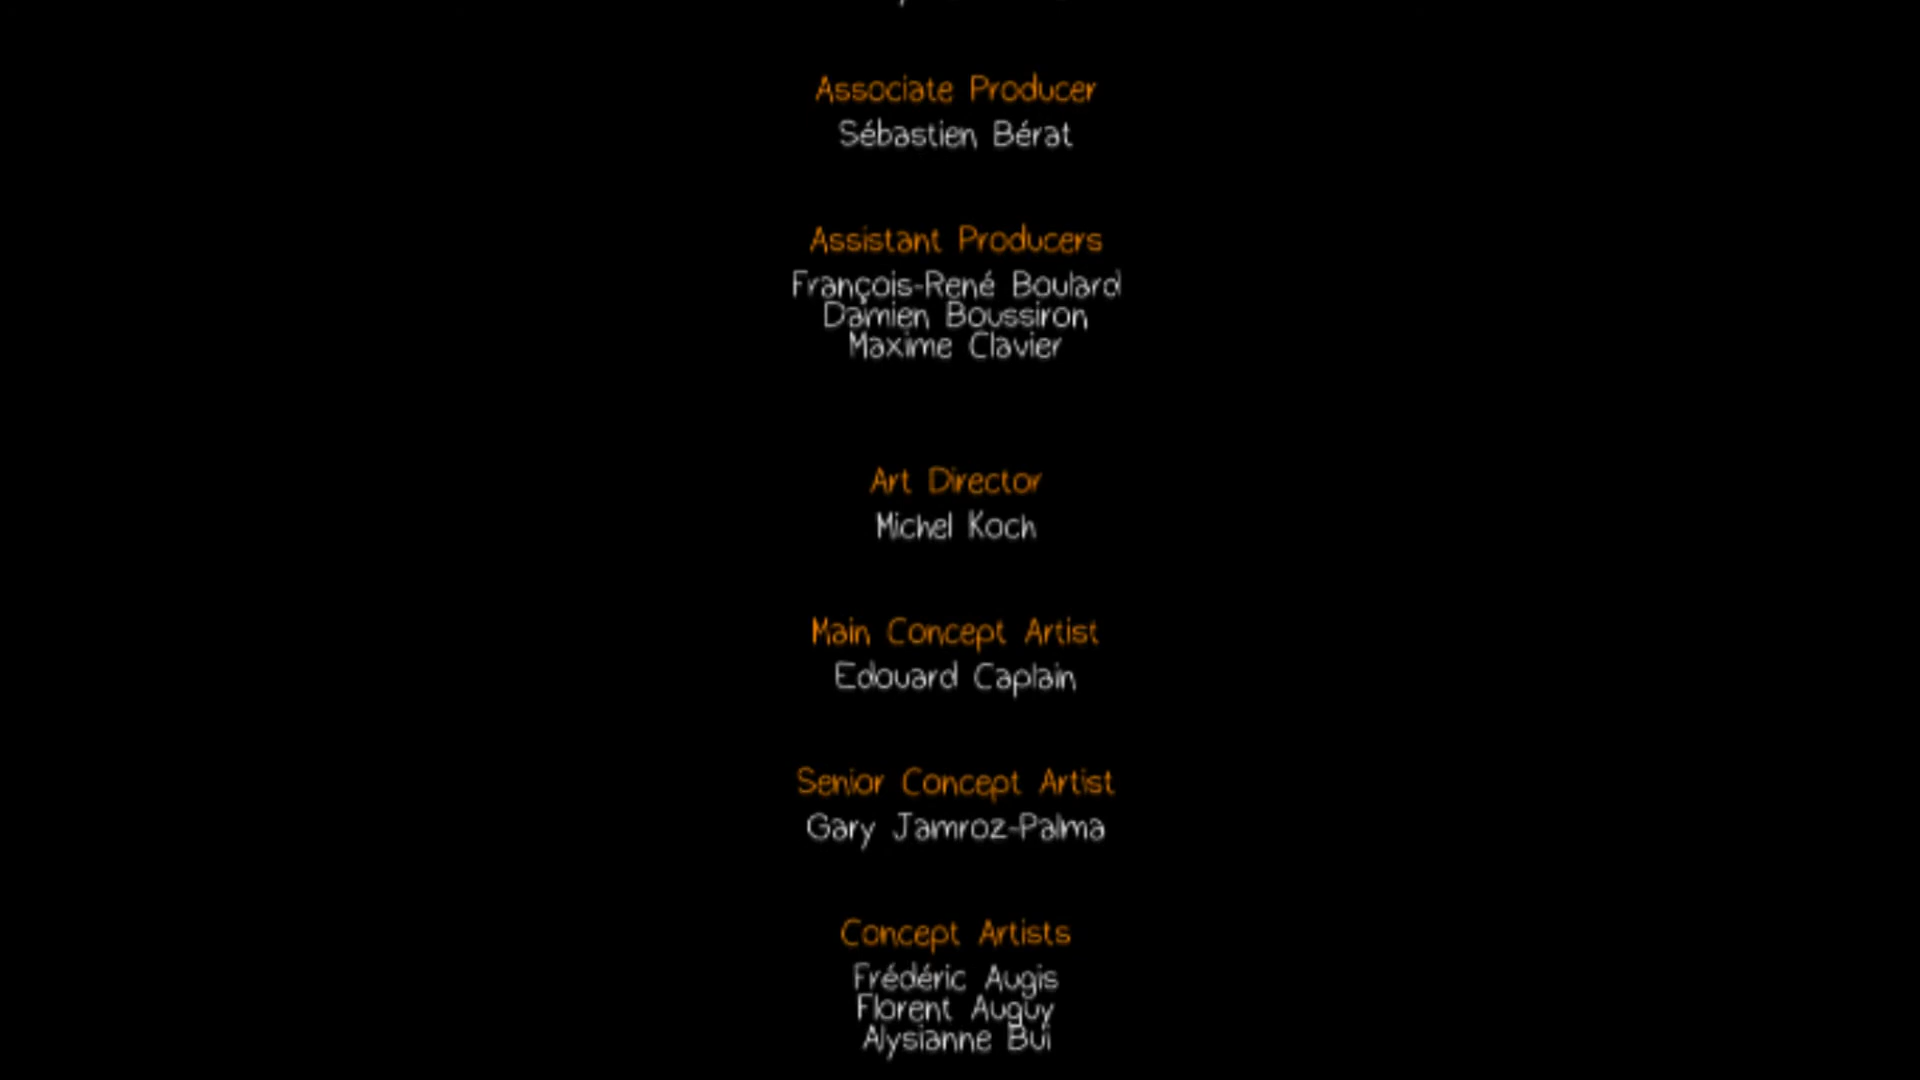 Associate Producer
Sébastien Bérat
Assistant Producers
François-René Boulard
Damien Boussiron
Maxime Clavier
Art Director
Michel Koch
Main Concept Artist
Edouard Caplain
Senior Concept Artist
Gary Jamroz-Palma
Concept Artists
Frédéric Augis
Florent Auguy
Alysianne Bui